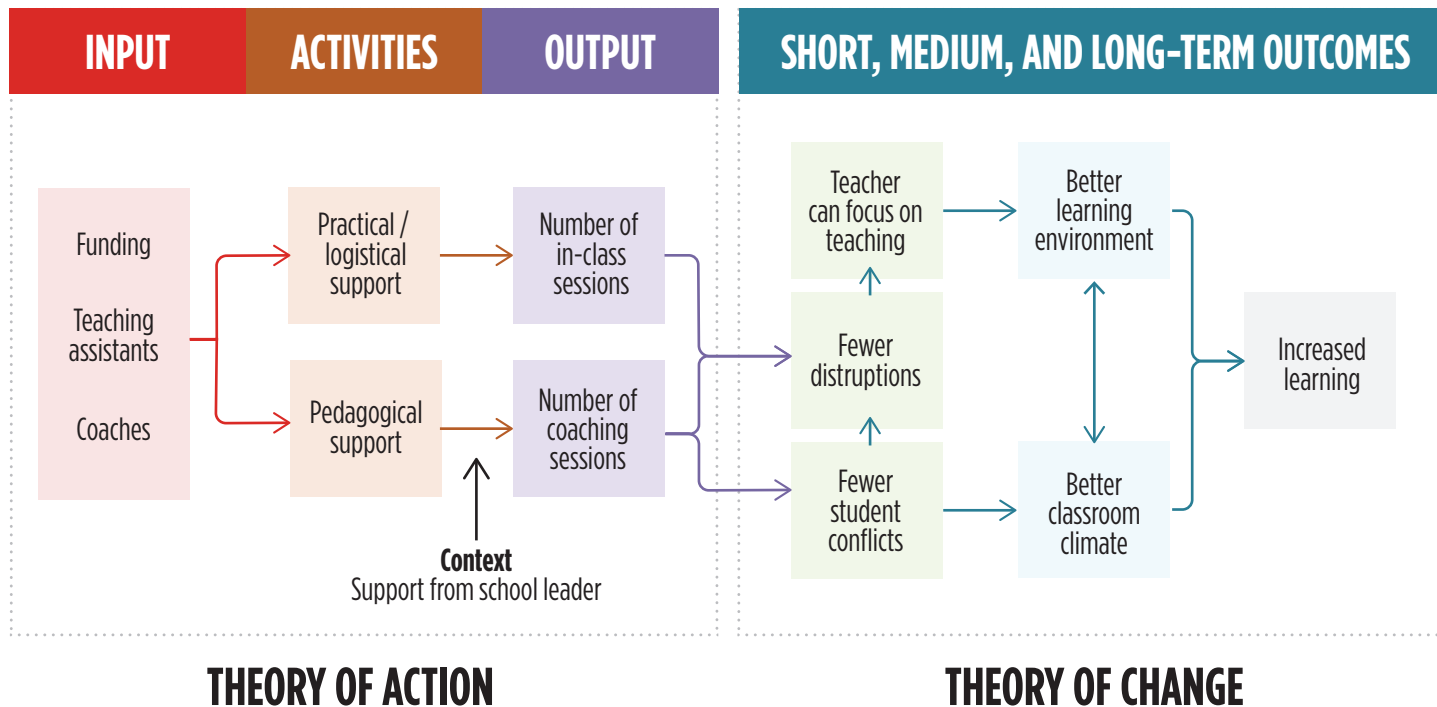 INPUT
ACTIVITIES
OUTPUT
SHORT, MEDIUM, AND LONG-TERM OUTCOMES
Funding
Teaching
assistants
Coaches
Practical /
logistical
support
Pedagogical
support
Number of
in-class
sessions
Number of
coaching
sessions
Context
Support from school leader
Teacher
can focus on
teaching
Fewer
distruptions
Fewer
student
conflicts
Better
learning
environment
Better
classroom
climate
Increased
learning
THEORY OF ACTION
THEORY OF CHANGE